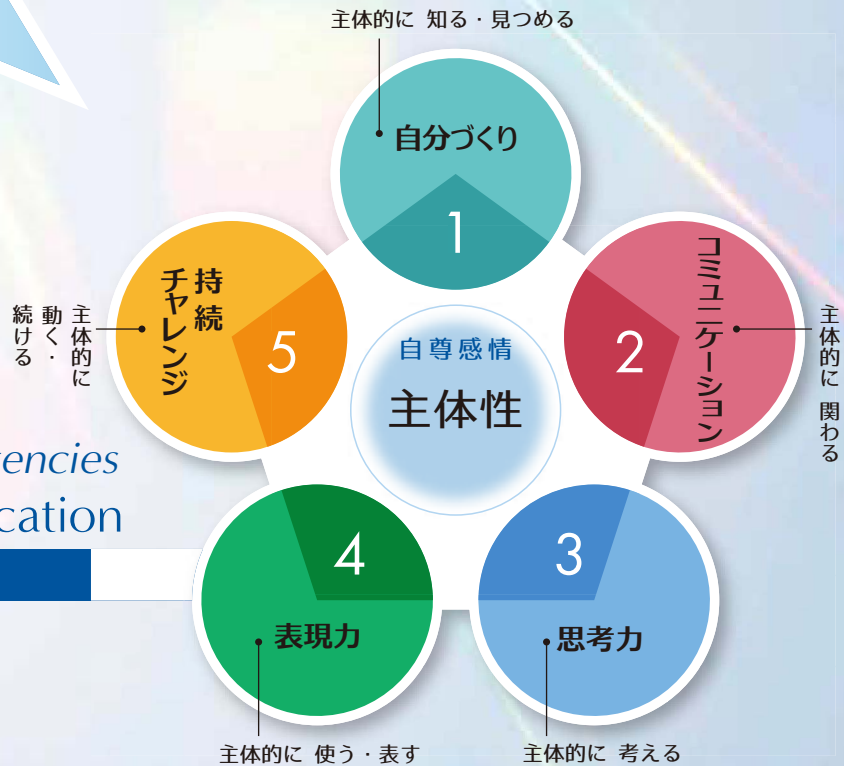 主体的に 知る・見つめる
自分づくり
1
コミュニケーション
2
主体的に 関わる
自尊感情
主体性
持続
チャレンジ
5
主体的に
動く・
続ける
encies
cation
4
表現力
主体的に 使う・表す
3
思考力
主体的に 考える